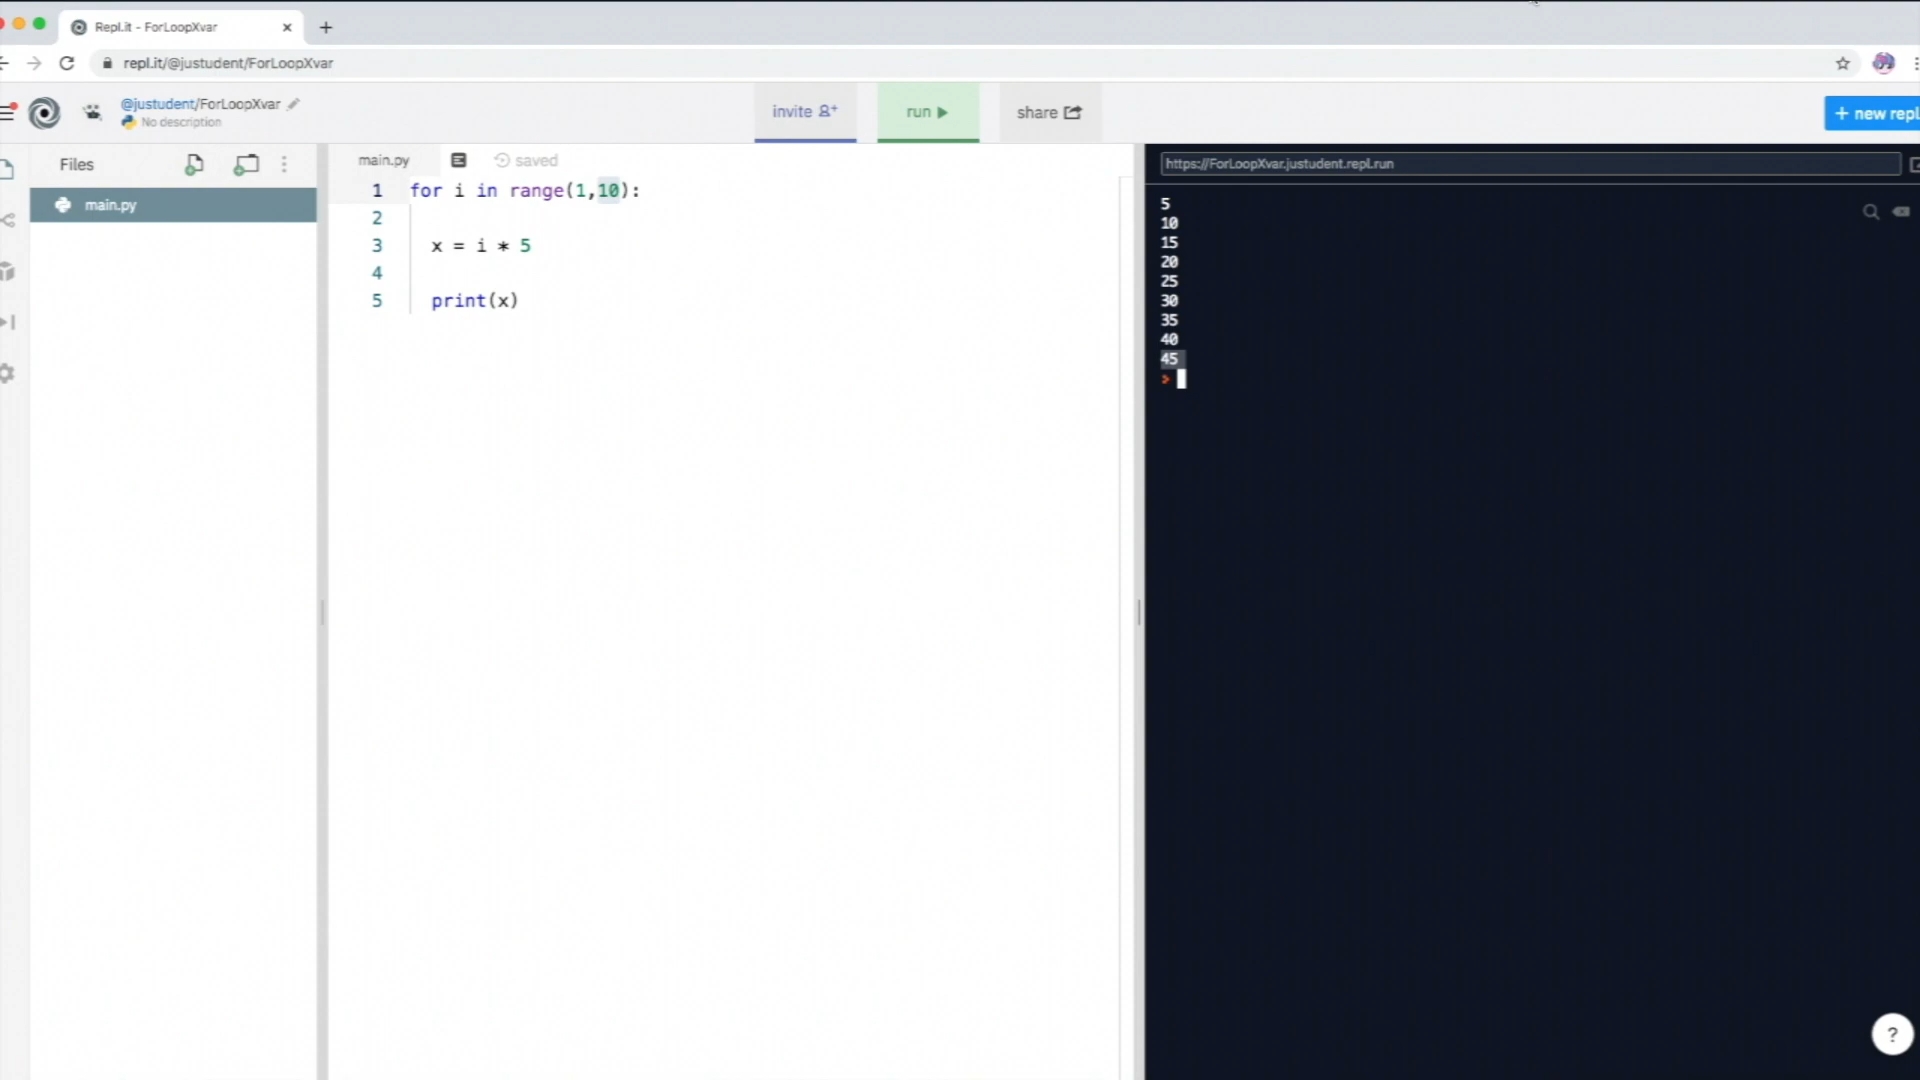 Repl.it - ForLoopXvar
repl.it/@justudent/ForLoopXvar
@justudent/ForLoopXvar
No description
invite
run
share
+ new repl
Files
main.py
main.py
saved
1 for i in range(1,10):
2
3 x = i * 5
4
5 print(x)
https://ForLoopXvar.justudent.repl.run
5
10
15
20
25
30
35
40
45
>
?